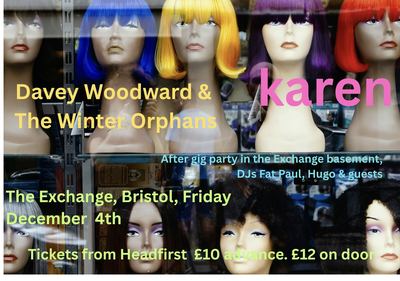 Davey Woodward &
The Winter Orphans
karen
After gig party in the Exchange basement,
DJs Fat Paul, Hugo & guests
The Exchange, Bristol, Friday
December 4th
Tickets from Headfirst £10 advance. £12 on door